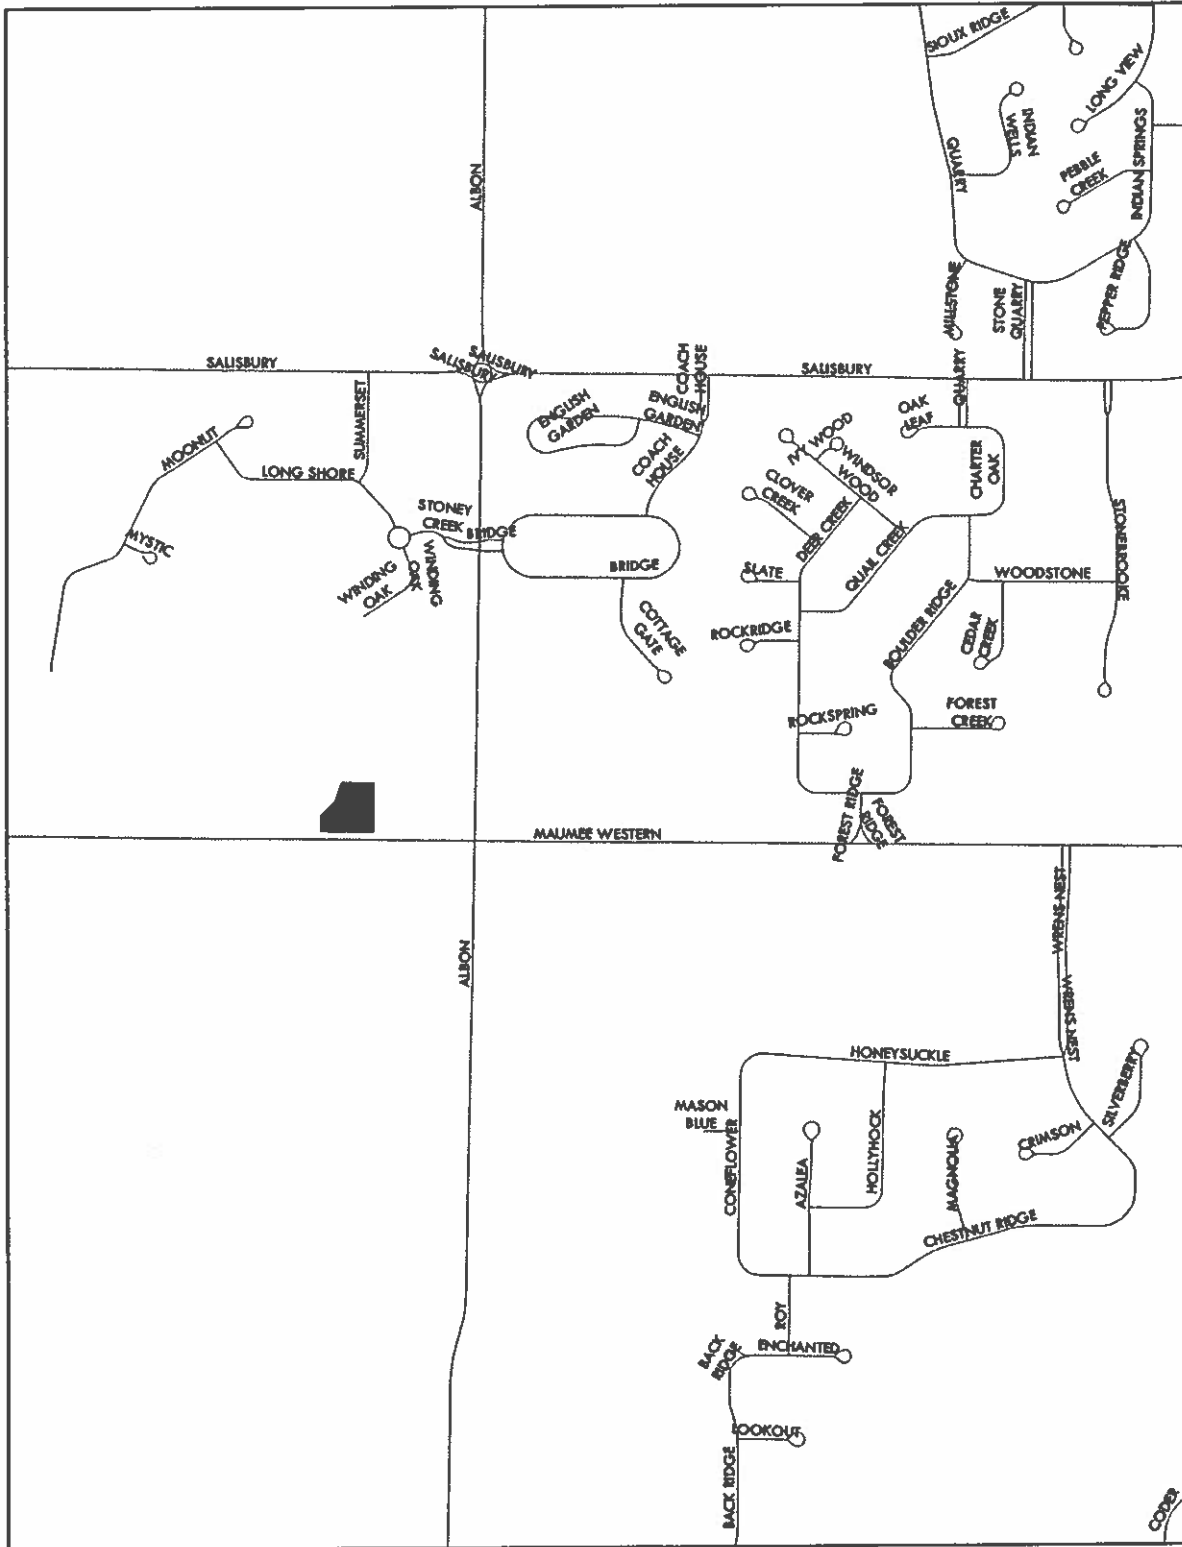 SIOUX RIDGE
LONG VIEW
INDIAN
WELLS
QUARRY
PEBBLE
CREEK
INDIAN SPRINGS
ALBON
PEPPER RIDGE
MILLSTONE
STONE
QUARRY
SALISBURY
SALISBURY
SALISBURY
COACH
HOUSE
SALISBURY
QUARRY
SUMMERSET
ENGLISH
GARDEN
ENGLISH
GARDEN
OAK
LEAF
MOONLIT
LONG SHORE
COACH
HOUSE
IVY WOOD
WINDSOR
WOOD
CLOVER
CREEK
CHARTER
OAK
STONEY
CREEK
BRIDGE
MYSTIC
WINDING
OAK
WINDING
OAK
BRIDGE
DEER CREEK
QUAIL CREEK
SLATE
WOODSTONE
STONEBROOKE
COTTAGE
GATE
ROCKRIDGE
BOULDER RIDGE
CEDAR
CREEK
ROCKSPRING
FOREST
CREEK
FOREST RIDGE
FOREST
RIDGE
MAUMEE WESTERN
WRENS NEST
ALBON
WRENS NEST
HONEYSUCKLE
SILVERBERRY
MASON
BLUE
CONEFLOWER
AZALEA
HOLLYHOCK
MAGNOLIA
CRIMSON
CHESTNUT RIDGE
ROY
BACK
RIDGE
ENCHANTED
LOOKOUT
BACK RIDGE
CODER